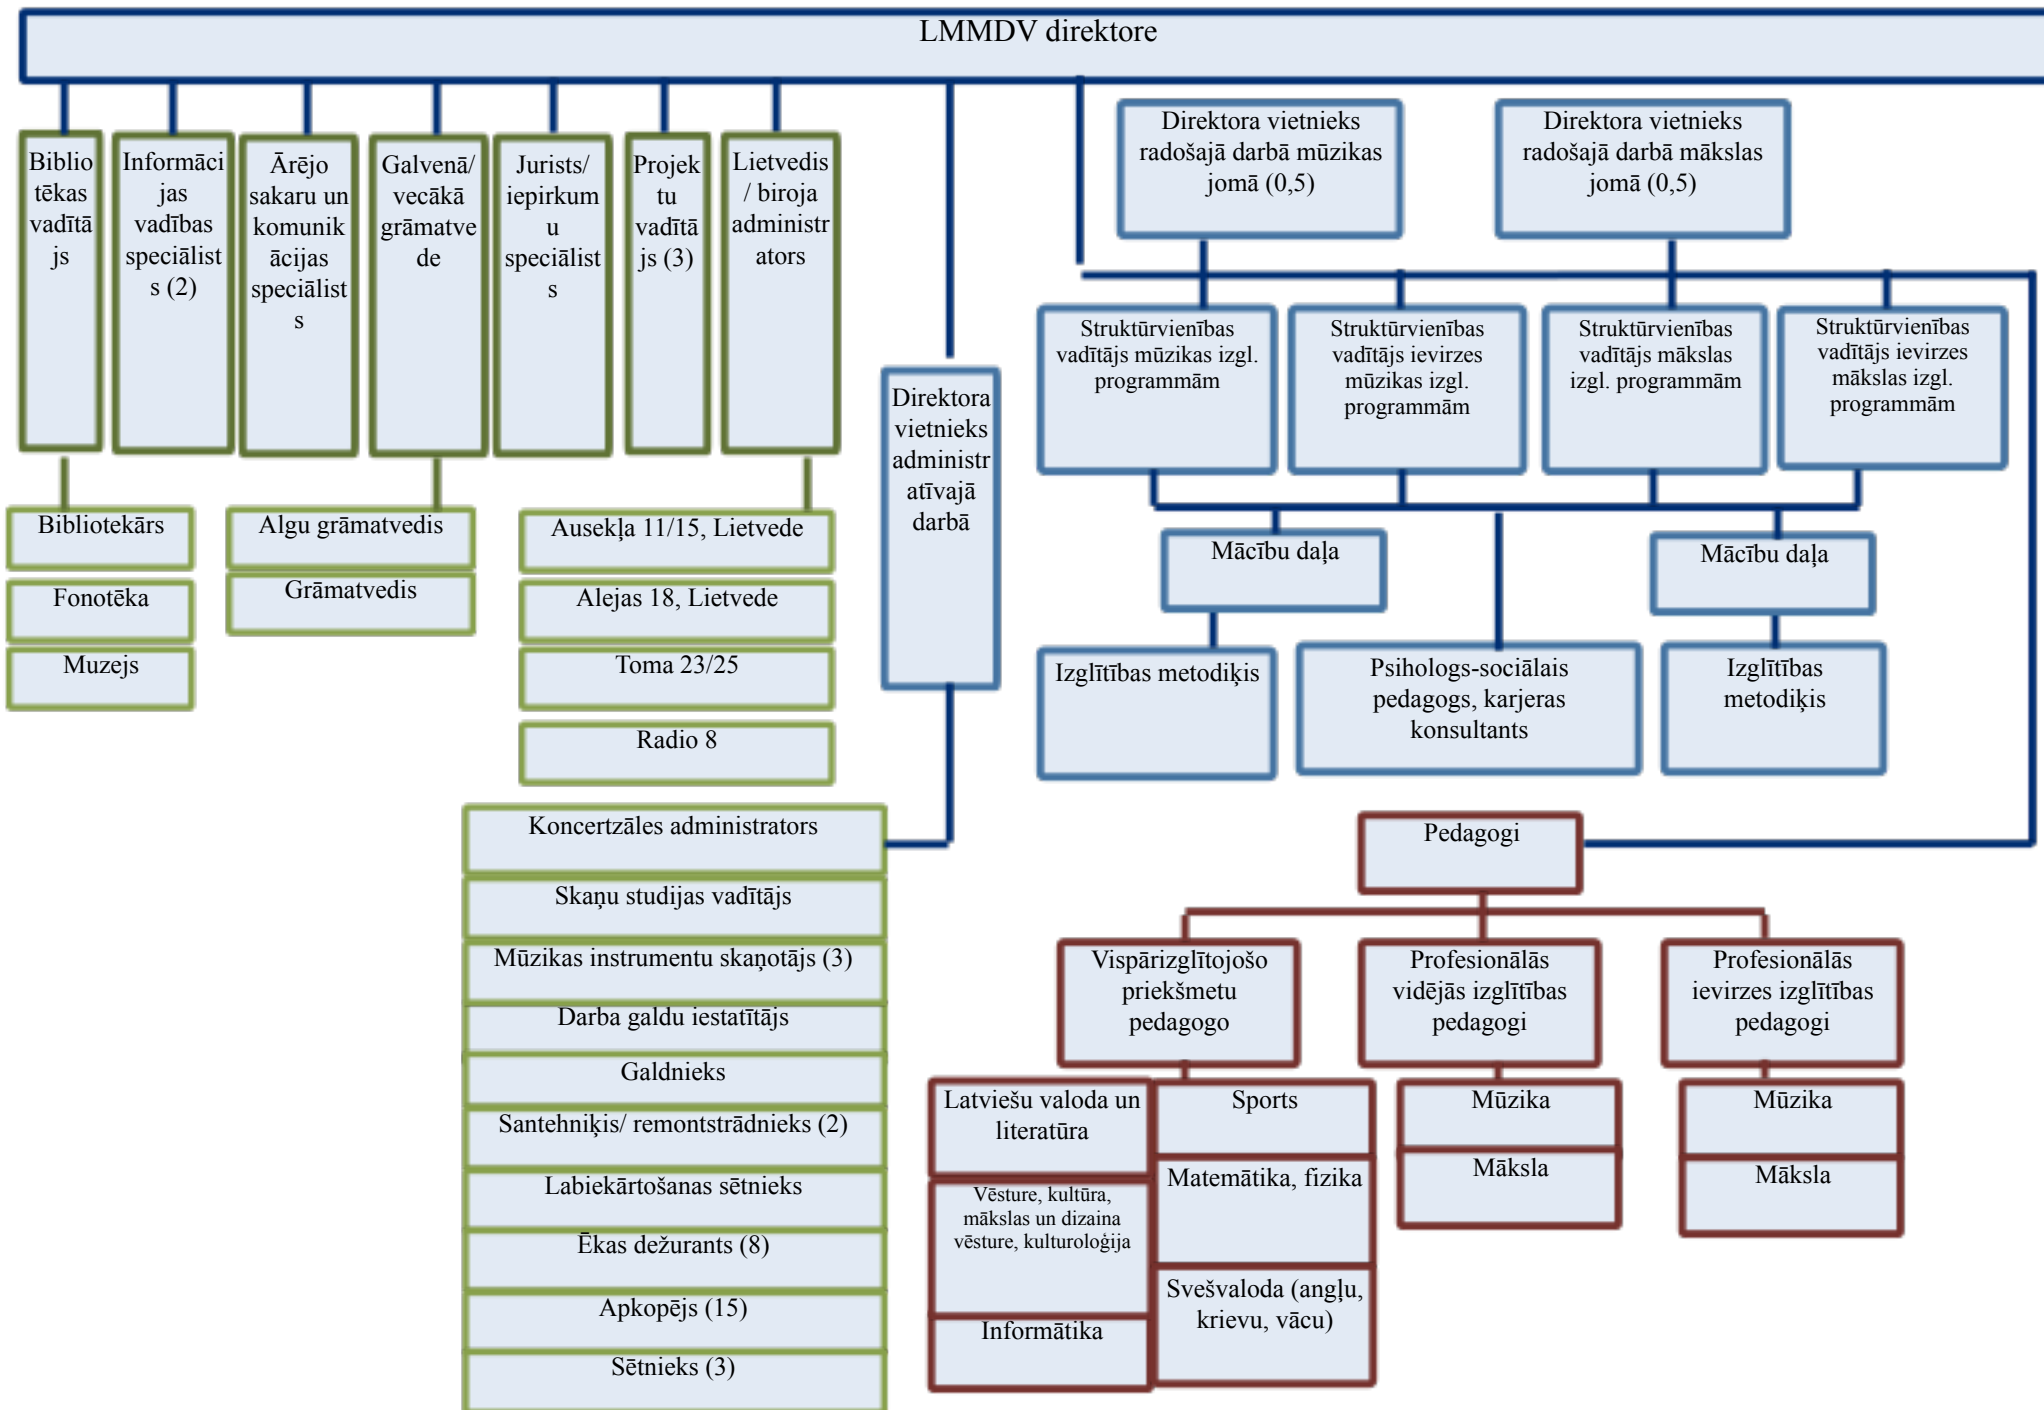 LMMDV direktore
Biblio
tēkas
vadītā
js
Informāci
jas
vadības
speciālist
s (2)
Ārējo
sakaru un
komunik
ācijas
speciālist
s
Galvenā/
vecākā
grāmatve
de
Jurists/
iepirkum
u
speciālist
s
Projek
tu
vadītā
js (3)
Lietvedis
/ biroja
administr
ators
Direktora vietnieks
radošajā darbā mūzikas
jomā (0,5)
Direktora vietnieks
radošajā darbā mākslas
jomā (0,5)
Struktūrvienības
vadītājs mūzikas izgl.
programmām
Struktūrvienības
vadītājs ievirzes
mūzikas izgl.
programmām
Struktūrvienības
vadītājs mākslas
izgl. programmām
Struktūrvienības
vadītājs ievirzes
mākslas izgl.
programmām
Direktora
vietnieks
administr
atīvajā
darbā
Bibliotekārs
Fonotēka
Muzejs
Algu grāmatvedis
Grāmatvedis
Ausekļa 11/15, Lietvede
Alejas 18, Lietvede
Toma 23/25
Radio 8
Mācību daļa
Mācību daļa
Izglītības metodiķis
Psihologs-sociālais
pedagogs, karjeras
konsultants
Izglītības
metodiķis
Koncertzāles administrators
Skaņu studijas vadītājs
Mūzikas instrumentu skaņotājs (3)
Darba galdu iestatītājs
Galdnieks
Santehniķis/ remontstrādnieks (2)
Labiekārtošanas sētnieks
Ēkas dežurants (8)
Apkopējs (15)
Sētnieks (3)
Pedagogi
Vispārizglītojošo
priekšmetu
pedagogo
Profesionālās
vidējās izglītības
pedagogi
Profesionālās
ievirzes izglītības
pedagogi
Latviešu valoda un
literatūra
Vēsture, kultūra,
mākslas un dizaina
vēsture, kulturoloģija
Informātika
Sports
Matemātika, fizika
Svešvaloda (angļu,
krievu, vācu)
Mūzika
Māksla
Mūzika
Māksla